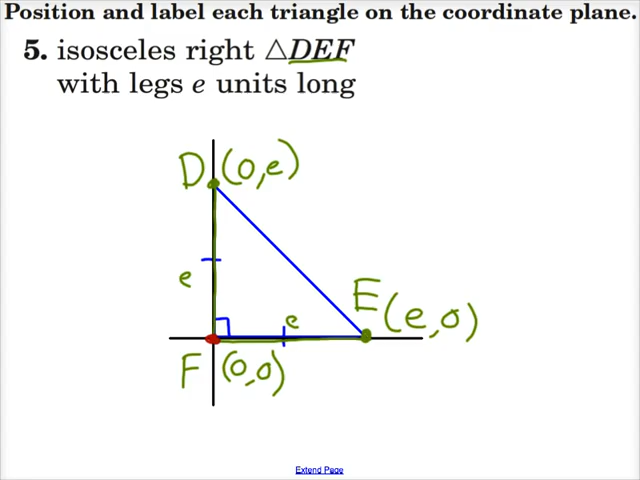 Position and label each triangle on the coordinate plane.
5. isosceles right △DEF
with legs e units long
D (0,e)
e
E (e,0)
e
F (0,0)
Extend Page